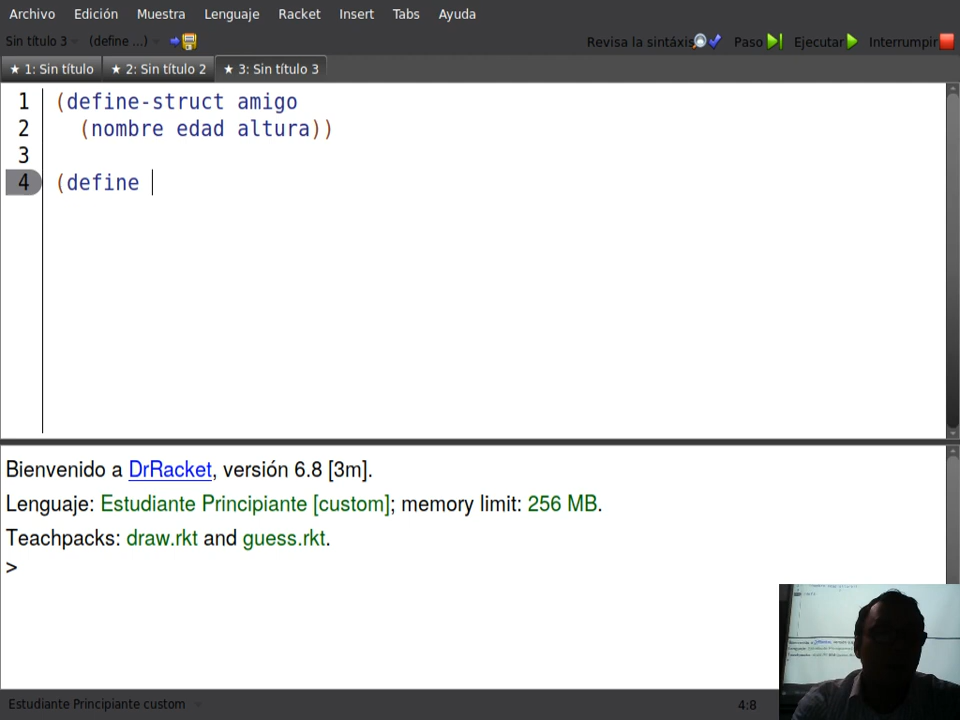 Archivo Edición Muestra Lenguaje Racket Insert Tabs Ayuda
Sin título 3 (define ...) Revisa la sintáxis Paso Ejecutar Interrumpir
★ 1: Sin título ★ 2: Sin título 2 ★ 3: Sin título 3
1 (define-struct amigo
2 (nombre edad altura))
3
4 (define
Bienvenido a DrRacket, versión 6.8 [3m].
Lenguaje: Estudiante Principiante [custom]; memory limit: 256 MB.
Teachpacks: draw.rkt and guess.rkt.
>
Estudiante Principiante custom 4:8